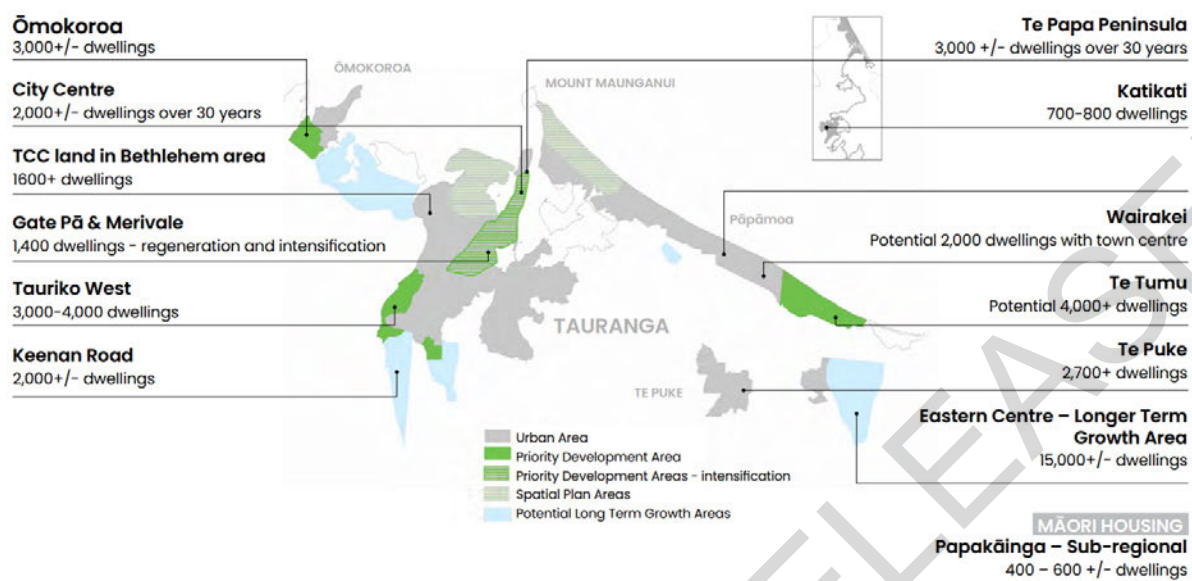 Ōmokoroa
3,000+/- dwellings
City Centre
2,000+/- dwellings over 30 years
TCC land in Bethlehem area
1600+ dwellings
Gate Pā & Merivale
1,400 dwellings - regeneration and intensification
Tauriko West
3,000-4,000 dwellings
Keenan Road
2,000+/- dwellings
ŌMOKOROA
MOUNT MAUNGANUI
Pāpāmoa
TAURANGA
TE PUKE
Te Papa Peninsula
3,000 +/- dwellings over 30 years
Katikati
700-800 dwellings
Wairakei
Potential 2,000 dwellings with town centre
Te Tumu
Potential 4,000+ dwellings
Te Puke
2,700+ dwellings
Eastern Centre – Longer Term
Growth Area
15,000+/- dwellings
Urban Area
Priority Development Area
Priority Development Areas - intensification
Spatial Plan Areas
Potential Long Term Growth Areas
MĀORI HOUSING
Papakāinga – Sub-regional
400 – 600 +/- dwellings